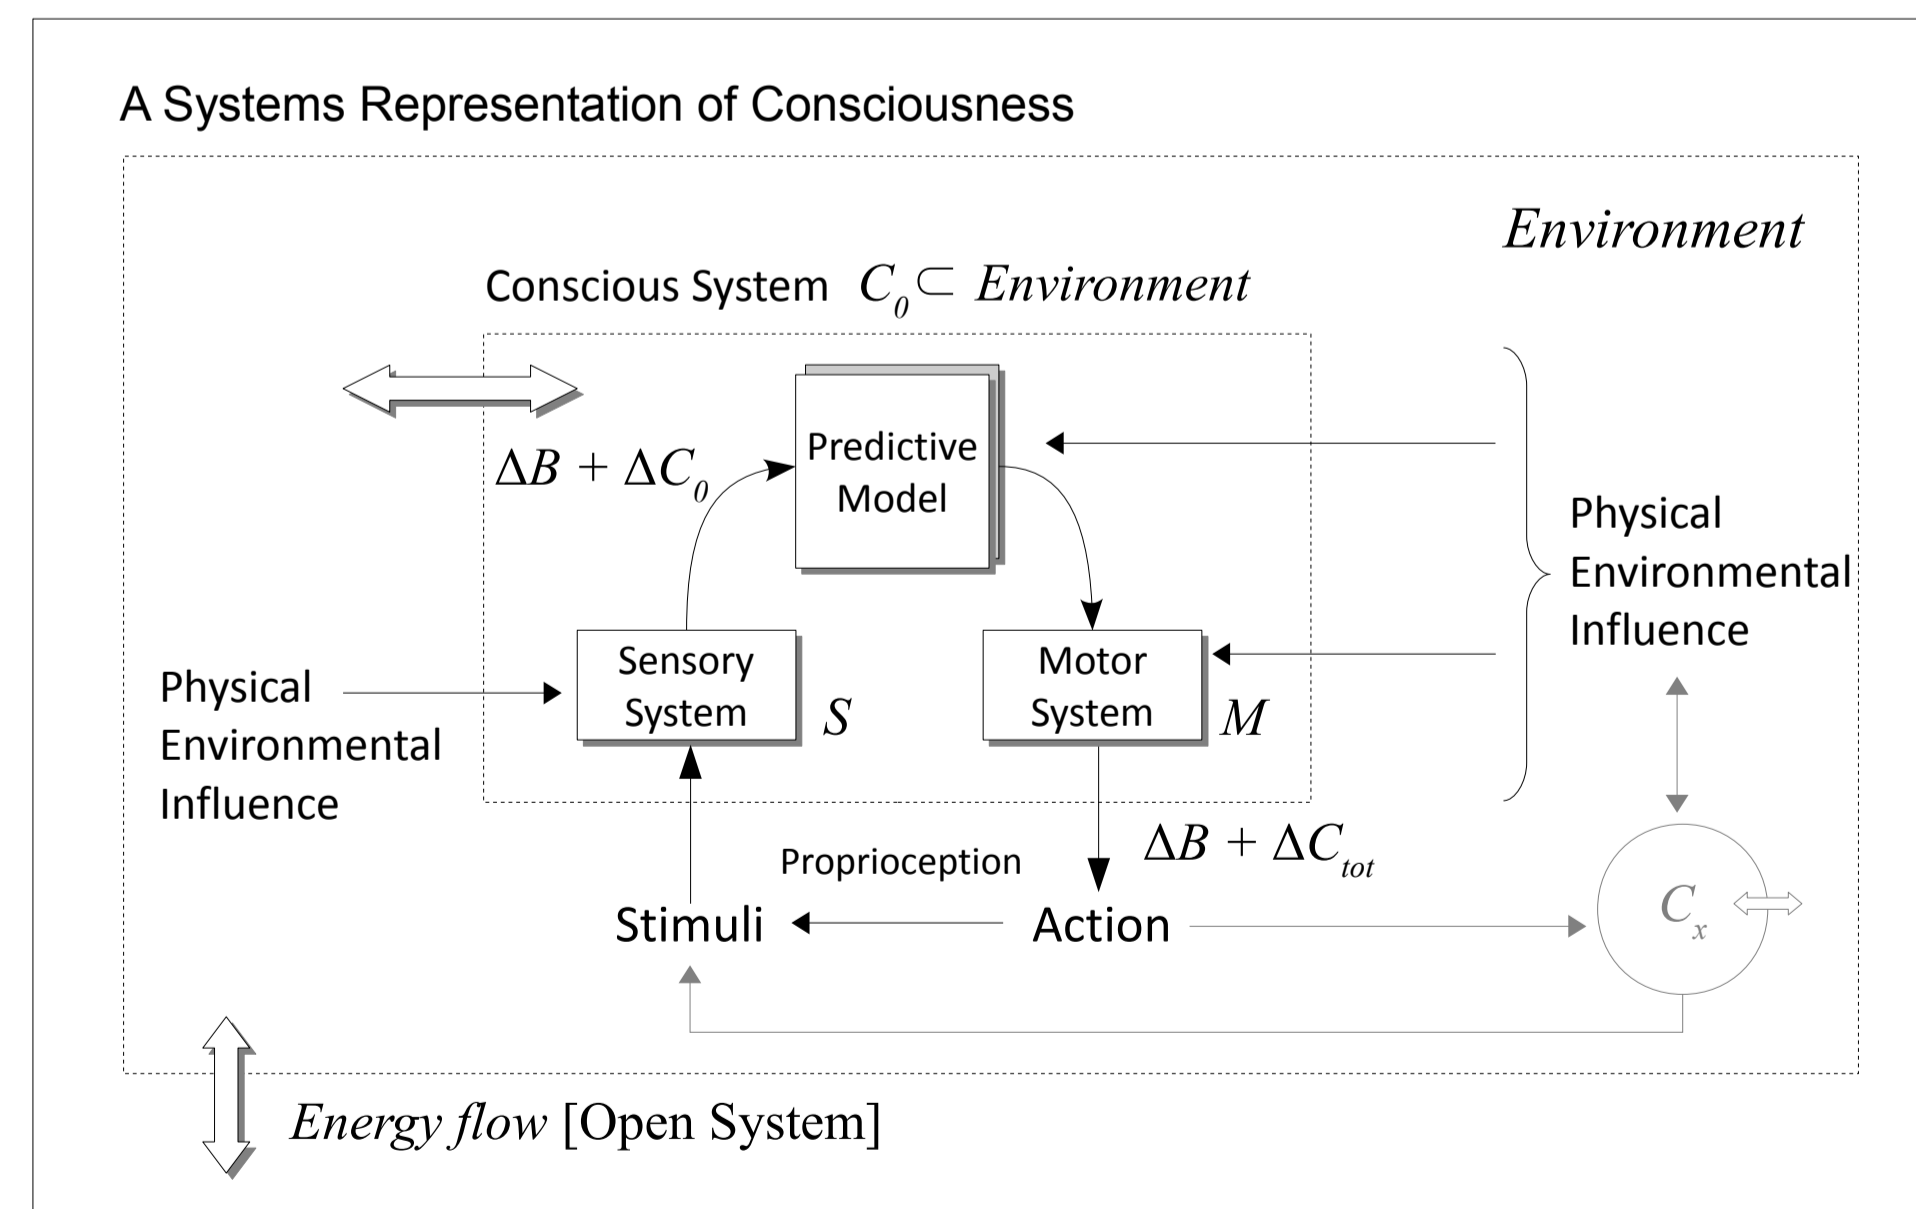 A Systems Representation of Consciousness
Environment
Conscious System C₀ ⊂ Environment
Predictive
Model
ΔB + ΔC₀
Physical
Environmental
Influence
Sensory
System
S
Motor
System
M
Physical
Environmental
Influence
Proprioception
ΔB + ΔC_tot
Stimuli
Action
Cₓ
Energy flow [Open System]